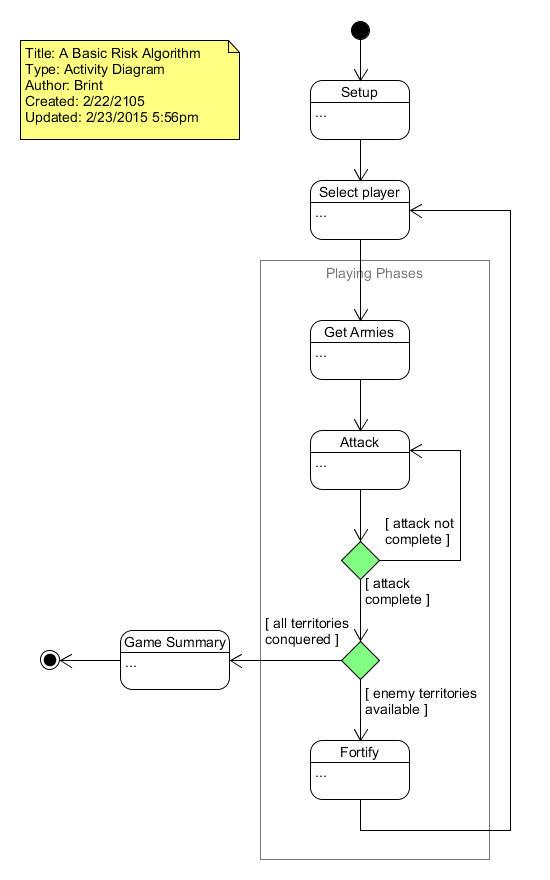 Title: A Basic Risk Algorithm
Type: Activity Diagram
Author: Brint
Created: 2/22/2105
Updated: 2/23/2015 5:56pm
Setup
...
Select player
...
Playing Phases
Get Armies
...
Attack
...
[ attack not
complete ]
[ attack
complete ]
[ all territories
conquered ]
Game Summary
...
[ enemy territories
available ]
Fortify
...